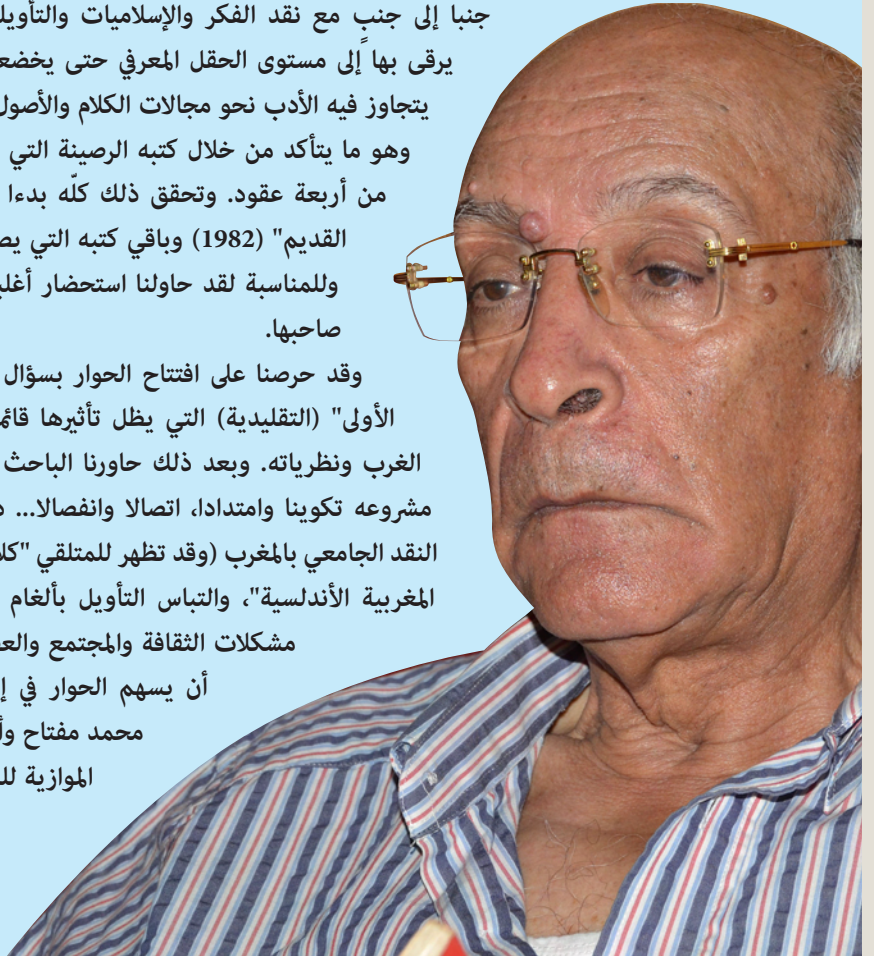 جنبا إلى جنبٍ مع نقد الفكر والإسلاميات والتأويل
يرقى بها إلى مستوى الحقل المعرفي حتى يخضع
يتجاوز فيه الأدب نحو مجالات الكلام والأصول
وهو ما يتأكد من خلال كتبه الرصينة التي
من أربعة عقود. وتحقق ذلك كلّه بدءا
القديم" (1982) وباقي كتبه التي
وللمناسبة لقد حاولنا استحضار
صاحبها.
وقد حرصنا على افتتاح الحوار بسؤال
الأولى" (التقليدية) التي يظل تأثيرها
الغرب ونظرياته. وبعد ذلك حاورنا الباحث
مشروعه تكوينا وامتدادا، اتصالا وانفصالا...
النقد الجامعي بالمغرب (وقد تظهر للمتلقي
المغربية الأندلسية"، والتباس التأويل بألغام
مشكلات الثقافة والمجتمع
أن يسهم الحوار في
محمد مفتاح
الموازية